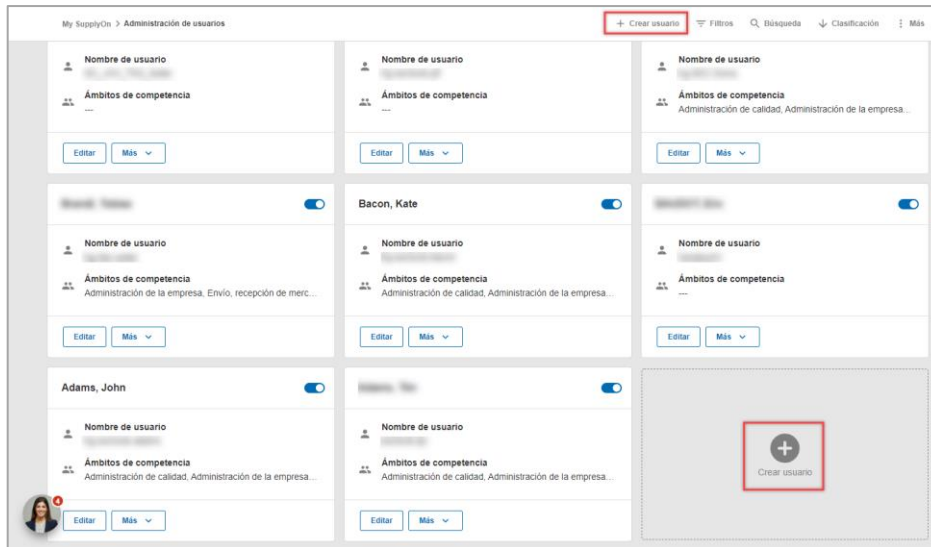 My SupplyOn > Administración de usuarios
+ Crear usuario Filtros Búsqueda Clasificación Más
Nombre de usuario
Ámbitos de competencia
---
Editar Más
Nombre de usuario
Ámbitos de competencia
---
Editar Más
Nombre de usuario
Ámbitos de competencia
Administración de calidad, Administración de la empresa...
Editar Más
Nombre de usuario
Ámbitos de competencia
Administración de la empresa, Envío, recepción de merc...
Editar Más
Bacon, Kate
Nombre de usuario
Ámbitos de competencia
Administración de calidad, Administración de la empresa...
Editar Más
Nombre de usuario
Ámbitos de competencia
---
Editar Más
Adams, John
Nombre de usuario
Ámbitos de competencia
Administración de calidad, Administración de la empresa...
4
Editar Más
Nombre de usuario
Ámbitos de competencia
Administración de calidad, Administración de la empresa...
Editar Más
Crear usuario